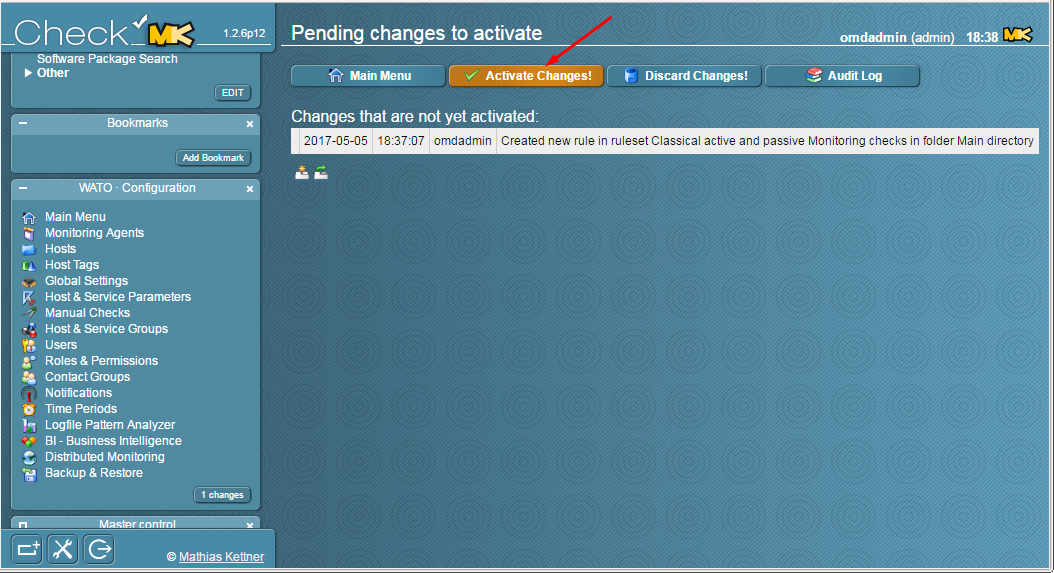 Check_MK 1.2.6p12
Software Package Search
Other
EDIT
Bookmarks
Add Bookmark
WATO · Configuration
Main Menu
Monitoring Agents
Hosts
Host Tags
Global Settings
Host & Service Parameters
Manual Checks
Host & Service Groups
Users
Roles & Permissions
Contact Groups
Notifications
Time Periods
Logfile Pattern Analyzer
BI - Business Intelligence
Distributed Monitoring
Backup & Restore
1 changes
Master control
© Mathias Kettner
Pending changes to activate
omdadmin (admin) 18:38 MK
Main Menu Activate Changes! Discard Changes! Audit Log
Changes that are not yet activated:
2017-05-05 18:37:07 omdadmin Created new rule in ruleset Classical active and passive Monitoring checks in folder Main directory